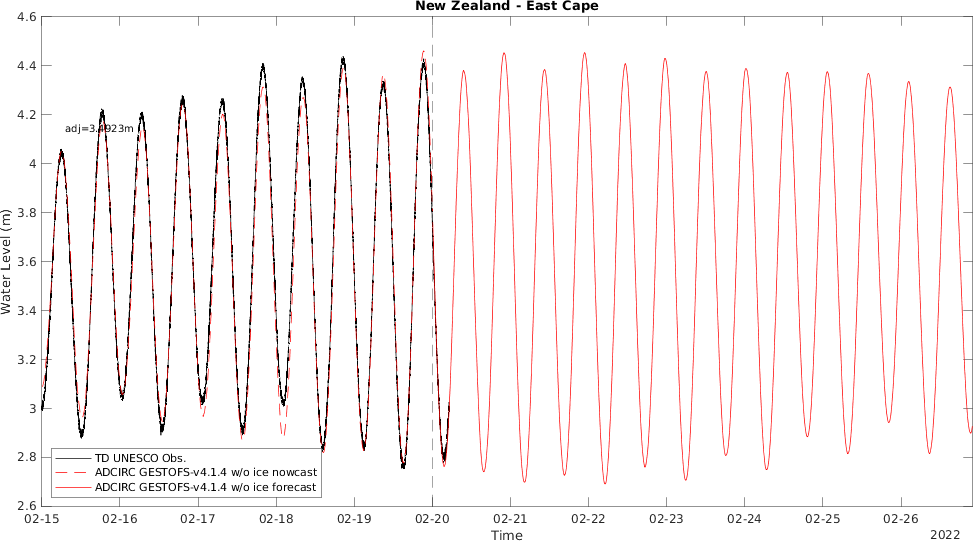 New Zealand - East Cape
4.6
4.4
4.2
4
3.8
3.6
3.4
3.2
3
2.8
2.6
Water Level (m)
adj=3.4923m
TD UNESCO Obs.
ADCIRC GESTOFS-v4.1.4 w/o ice nowcast
ADCIRC GESTOFS-v4.1.4 w/o ice forecast
02-15 02-16 02-17 02-18 02-19 02-20 02-21 02-22 02-23 02-24 02-25 02-26
2022
Time